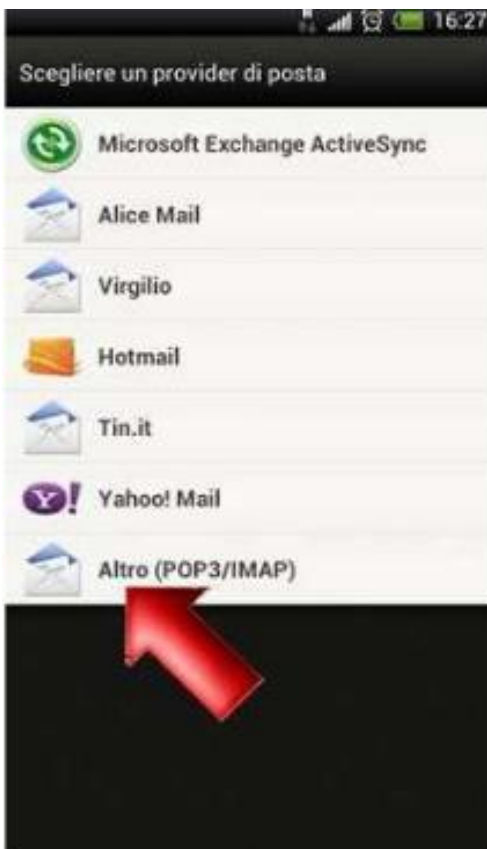 16:27
Scegliere un provider di posta
Microsoft Exchange ActiveSync
Alice Mail
Virgilio
Hotmail
Tin.it
Y! Yahoo! Mail
Altro (POP3/IMAP)